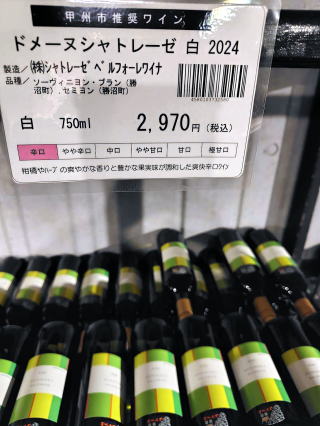 甲州市推奨ワイン
ドメーヌシャトレーゼ 白 2024
製造/㈱シャトレーゼ ベルフォーレワイナ
品種/ソーヴィニヨン・ブラン(勝
沼町),セミヨン(勝沼町)
白 750ml 2,970円(税込)
辛口 やや辛口 中口 やや甘口 甘口 極甘口
柑橘やハーブの爽やかな香りと豊かな果実味が調和した爽快辛口ワイン